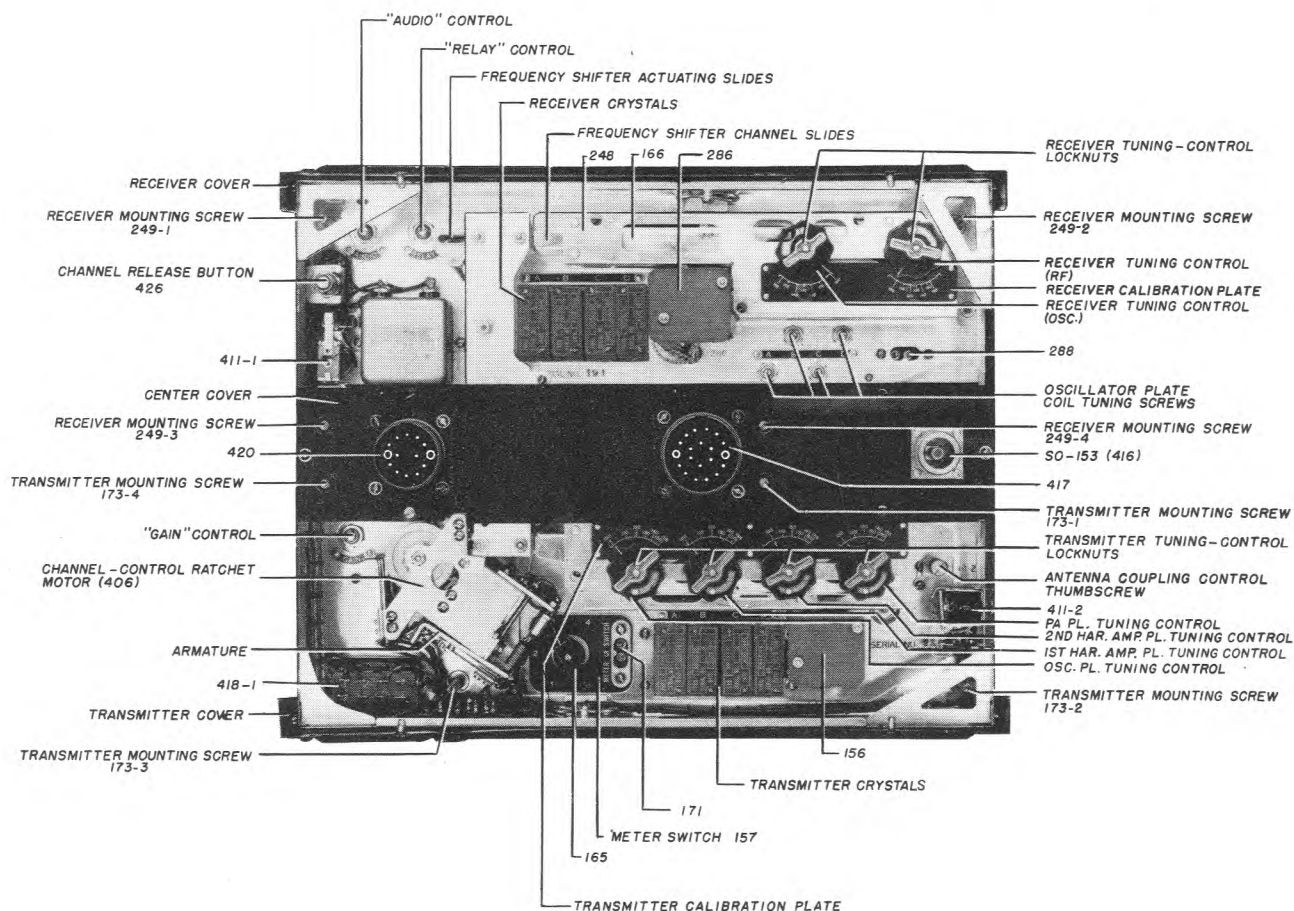 "AUDIO" CONTROL
"RELAY" CONTROL
FREQUENCY SHIFTER ACTUATING SLIDES
RECEIVER CRYSTALS
FREQUENCY SHIFTER CHANNEL SLIDES
248
166
286
RECEIVER TUNING-CONTROL
LOCKNUTS
RECEIVER COVER
RECEIVER MOUNTING SCREW
249-1
CHANNEL RELEASE BUTTON
426
411-1
CENTER COVER
RECEIVER MOUNTING SCREW
249-3
420
TRANSMITTER MOUNTING SCREW
173-4
"GAIN" CONTROL
CHANNEL-CONTROL RATCHET
MOTOR (406)
ARMATURE
418-1
TRANSMITTER COVER
TRANSMITTER MOUNTING SCREW
173-3
RECEIVER MOUNTING SCREW
249-2
RECEIVER TUNING CONTROL
(RF)
RECEIVER CALIBRATION PLATE
RECEIVER TUNING CONTROL
(OSC.)
288
OSCILLATOR PLATE
COIL TUNING SCREWS
RECEIVER MOUNTING SCREW
249-4
SO-153 (416)
417
TRANSMITTER MOUNTING SCREW
173-1
TRANSMITTER TUNING-CONTROL
LOCKNUTS
ANTENNA COUPLING CONTROL
THUMBSCREW
411-2
PA PL. TUNING CONTROL
2ND HAR. AMP. PL. TUNING CONTROL
1ST HAR. AMP. PL. TUNING CONTROL
OSC. PL. TUNING CONTROL
TRANSMITTER MOUNTING SCREW
173-2
A B C D
A
C
A B C D
SERIAL
156
TRANSMITTER CRYSTALS
171
METER SWITCH 157
165
TRANSMITTER CALIBRATION PLATE